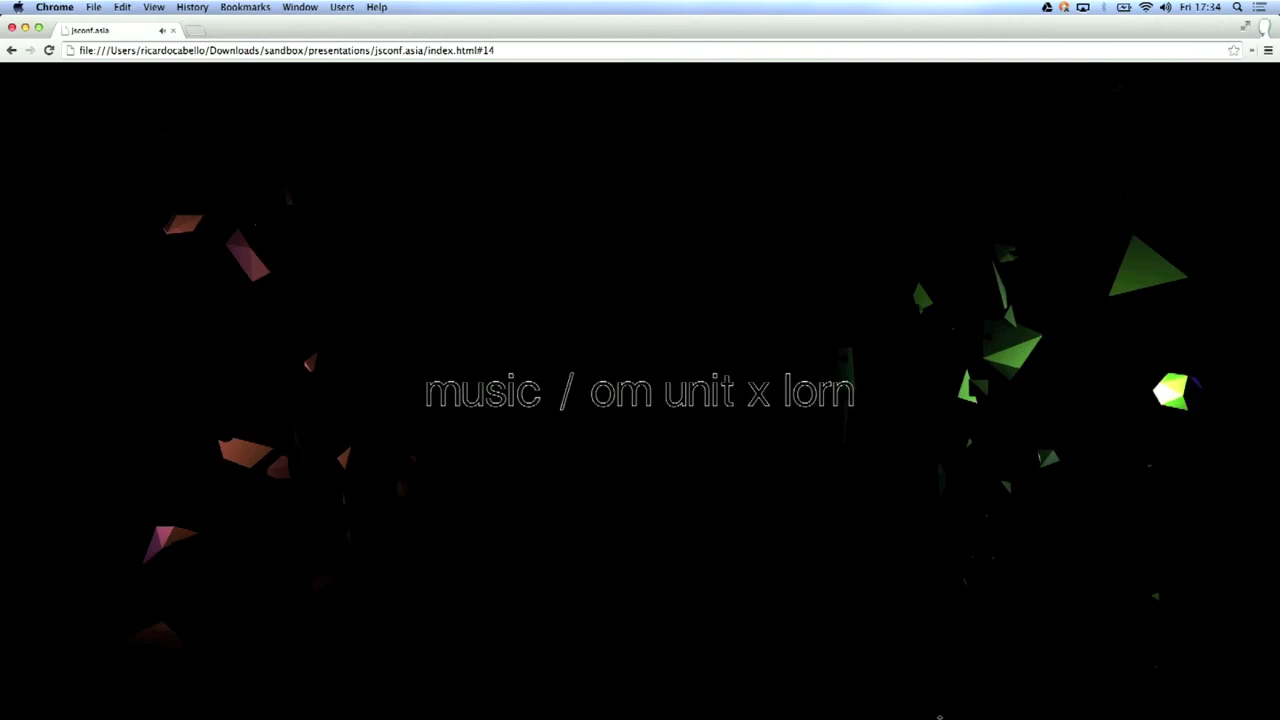 Chrome File Edit View History Bookmarks Window Users Help Fri 17:34
jsconf.asia
file:///Users/ricardocabello/Downloads/sandbox/presentations/jsconf.asia/index.html#14
music / om unit x lorn